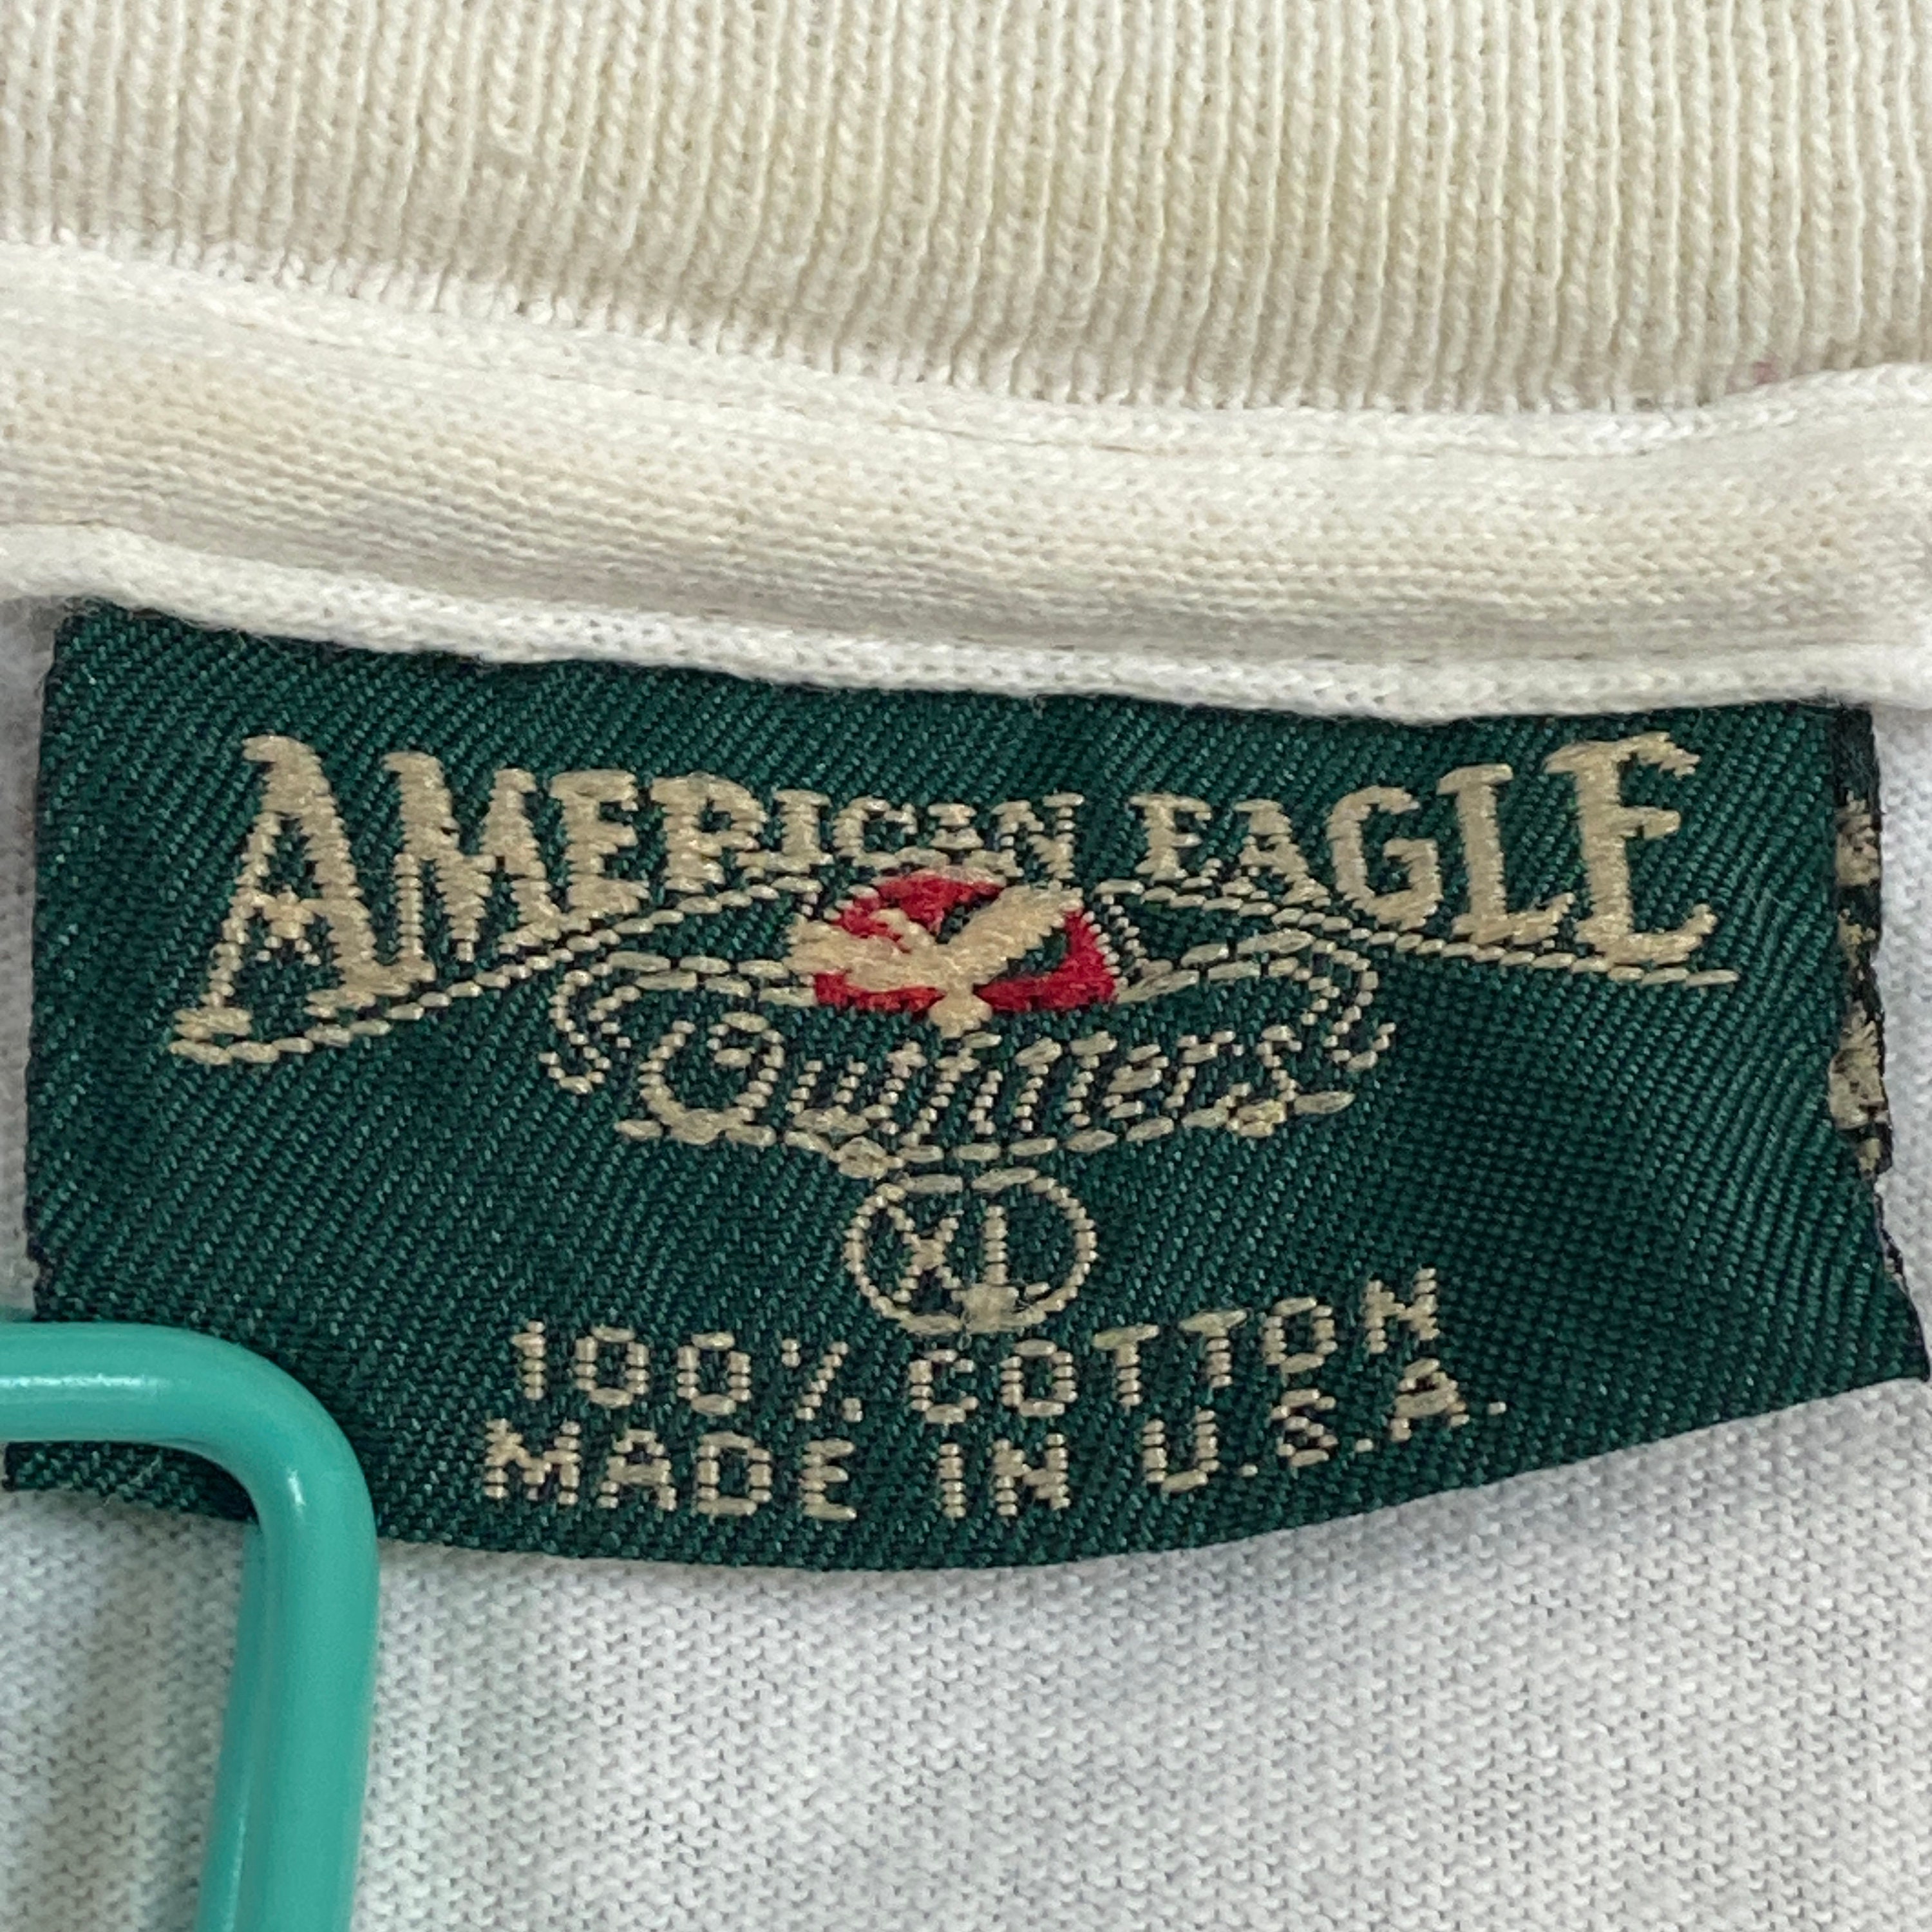 AMERICAN EAGLE
Outfitters
XL
100% COTTON
MADE IN U.S.A.